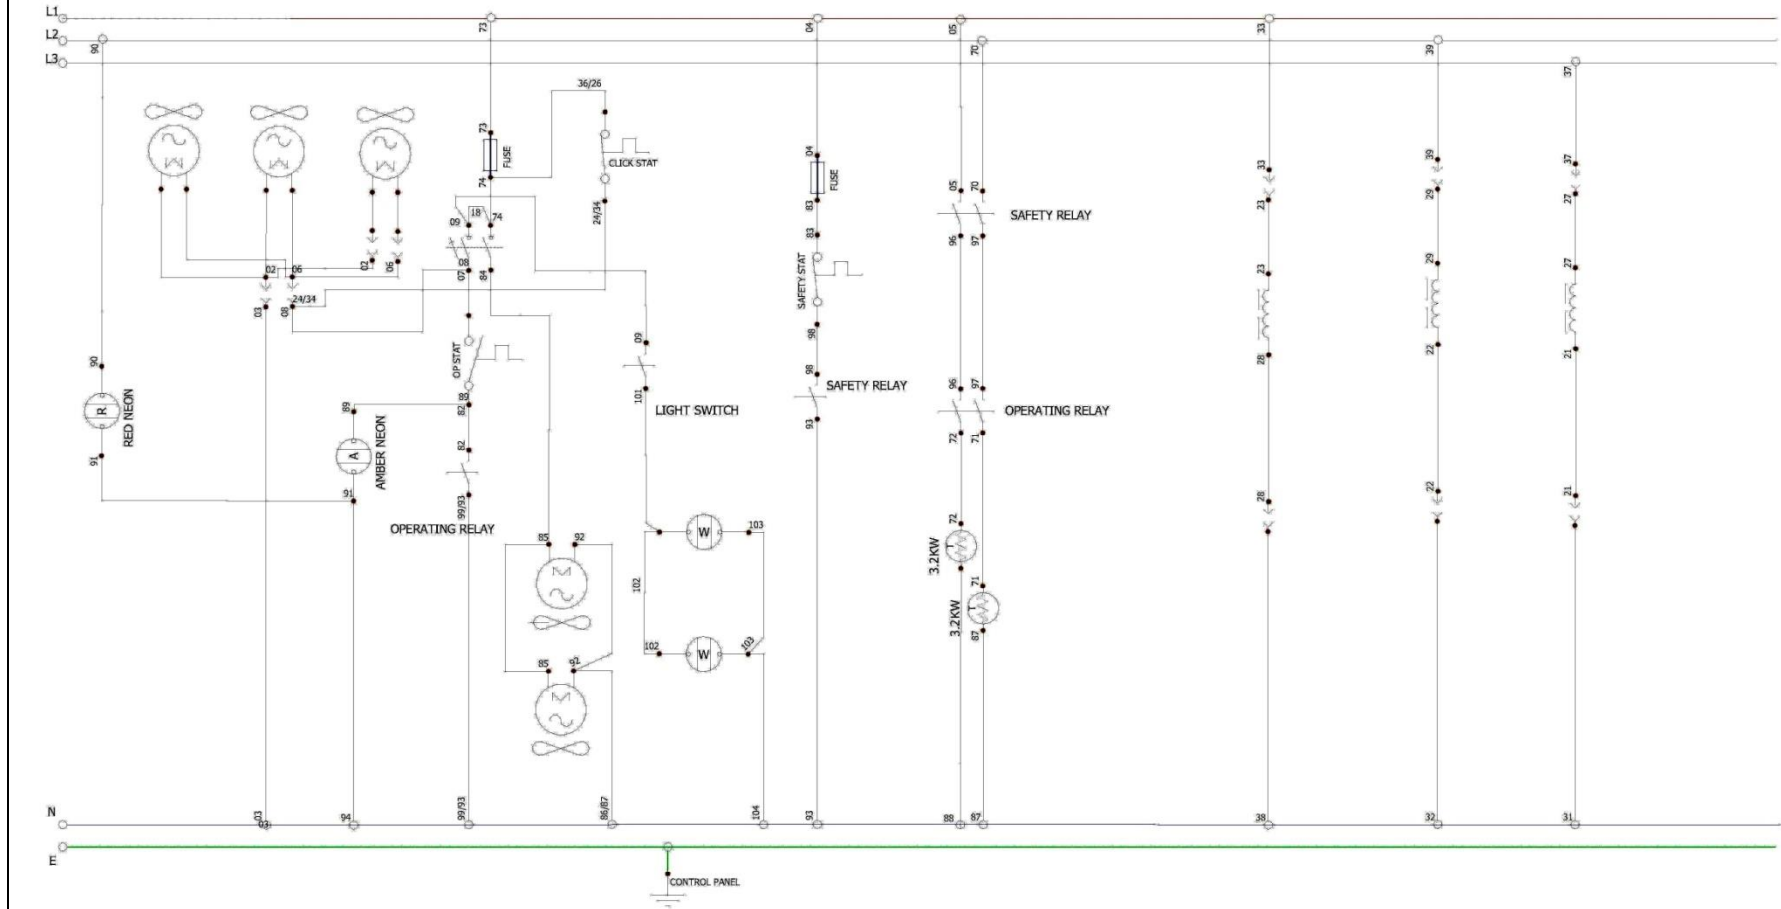 L1
L2
L3
90
73
04
05
70
33
39
37
36/26
73
FUSE
74
CLICK STAT
24/34
04
FUSE
83
83
SAFETY STAT
98
98
SAFETY RELAY
93
05
70
SAFETY RELAY
96
97
33
23
39
29
37
27
09
18
74
08
07
84
02
06
02
06
24/34
03
08
23
28
29
22
27
21
90
R
RED NEON
91
OP STAT
89
82
89
A
AMBER NEON
91
82
99/93
OPERATING RELAY
09
101
LIGHT SWITCH
96
97
OPERATING RELAY
72
71
28
22
21
85
92
M
W
103
102
102
W
103
85
92
M
72
3.2KW
T
71
3.2KW
T
87
M
M
M
N
03
03
94
99/93
86/87
104
93
88
87
38
32
31
E
CONTROL PANEL